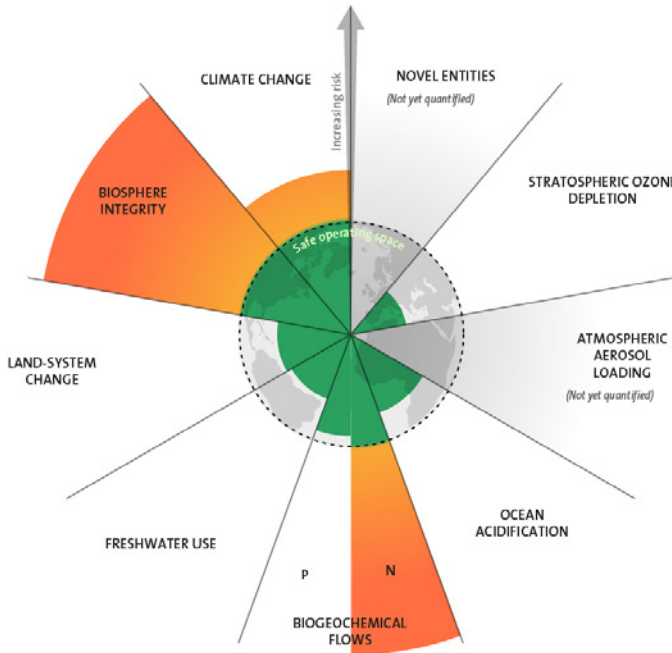 CLIMATE CHANGE
Increasing risk
NOVEL ENTITIES
(Not yet quantified)
STRATOSPHERIC OZONE
DEPLETION
BIOSPHERE
INTEGRITY
Safe operating space
ATMOSPHERIC
AEROSOL
LOADING
(Not yet quantified)
LAND-SYSTEM
CHANGE
OCEAN
ACIDIFICATION
FRESHWATER USE
P
N
BIOGEOCHEMICAL
FLOWS